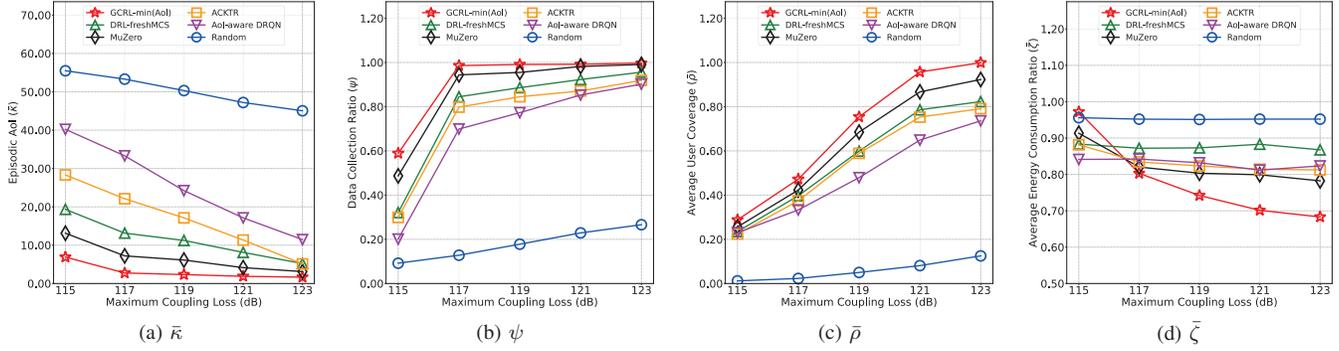 GCRL-min(AoI)
DRL-freshMCS
MuZero
ACKTR
AoI-aware DRQN
Random
Episodic AoI (κ̄)
70.00
60.00
50.00
40.00
30.00
20.00
10.00
0.00
115 117 119 121 123
Maximum Coupling Loss (dB)
(a) κ̄
GCRL-min(AoI)
DRL-freshMCS
MuZero
ACKTR
AoI-aware DRQN
Random
Data Collection Ratio (ψ)
1.20
1.00
0.80
0.60
0.40
0.20
0.00
115 117 119 121 123
Maximum Coupling Loss (dB)
(b) ψ
GCRL-min(AoI)
DRL-freshMCS
MuZero
ACKTR
AoI-aware DRQN
Random
Average User Coverage (ρ̄)
1.20
1.00
0.80
0.60
0.40
0.20
0.00
115 117 119 121 123
Maximum Coupling Loss (dB)
(c) ρ̄
GCRL-min(AoI)
DRL-freshMCS
MuZero
ACKTR
AoI-aware DRQN
Random
Average Energy Consumption Ratio (ζ̄)
1.20
1.10
1.00
0.90
0.80
0.70
0.60
0.50
115 117 119 121 123
Maximum Coupling Loss (dB)
(d) ζ̄